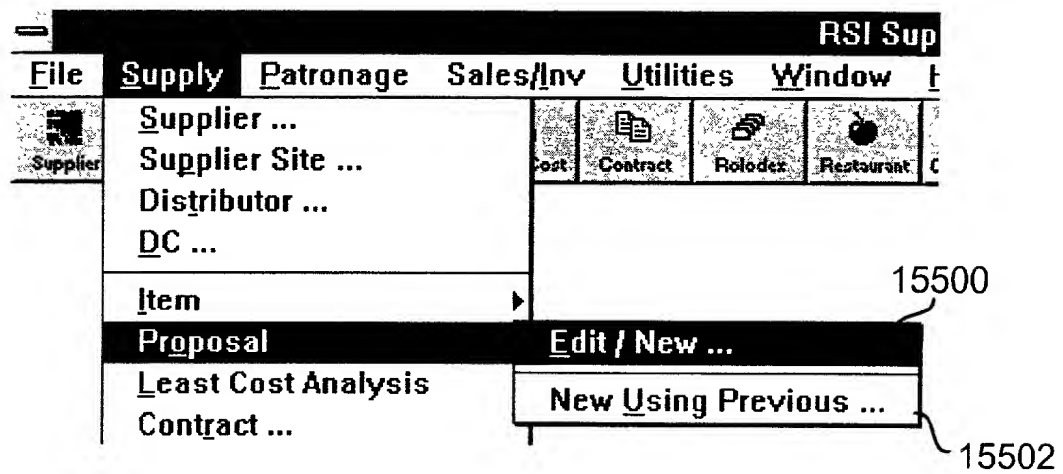 RSI Sup
File Supply Patronage Sales/Inv Utilities Window
Supplier Cost Contract Rolodex Restaurant
Supplier ...
Supplier Site ...
Distributor ...
DC ...
Item
Proposal
Least Cost Analysis
Contract ...
15500
Edit / New ...
New Using Previous ...
15502